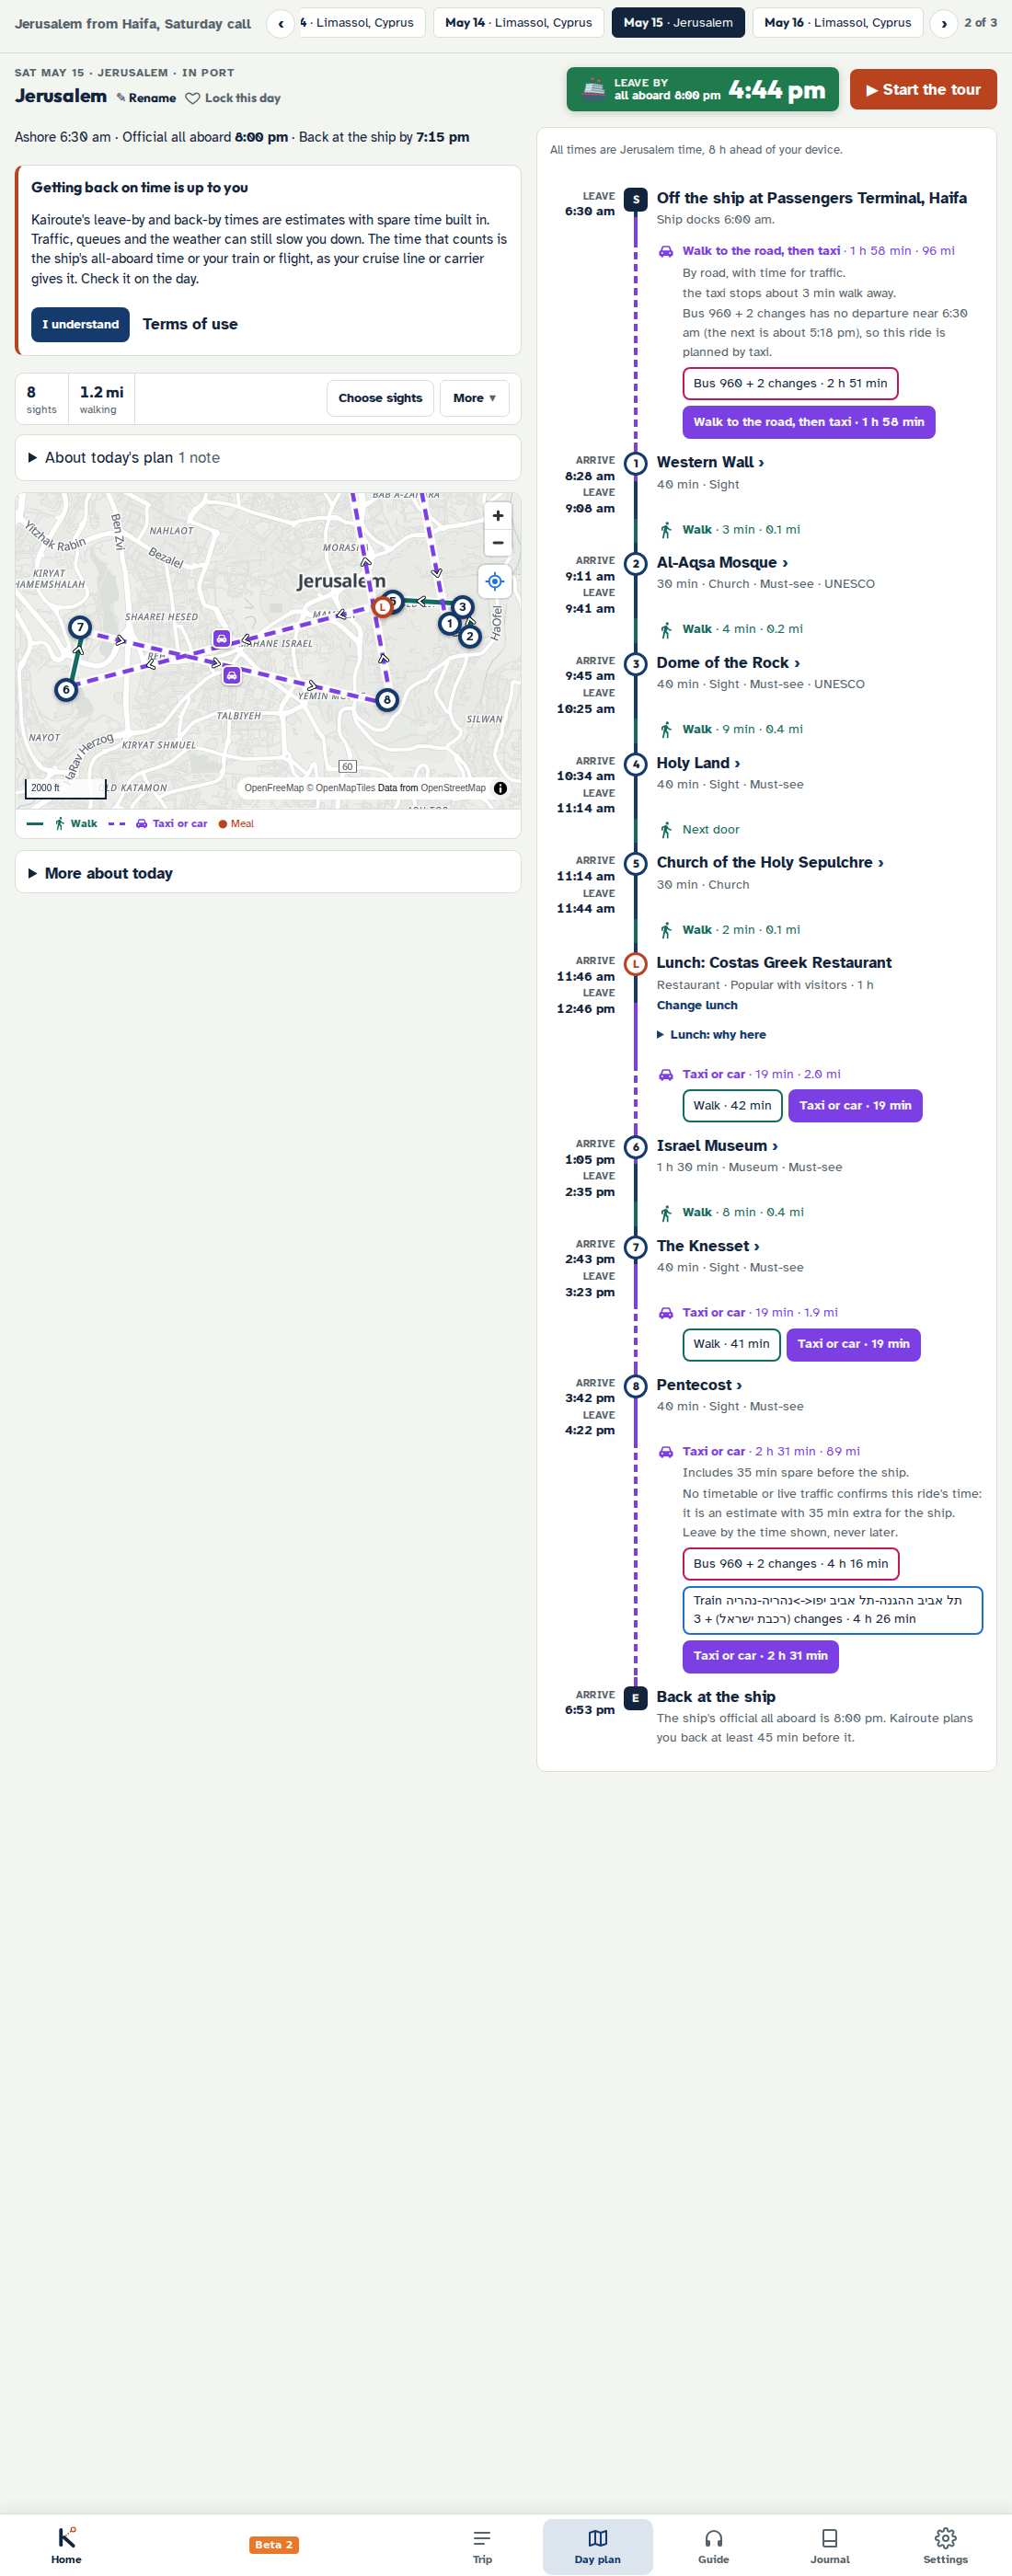 Jerusalem from Haifa, Saturday call
‹
4 · Limassol, Cyprus
May 14 · Limassol, Cyprus
May 15 · Jerusalem
May 16 · Limassol, Cyprus
›
2 of 3
SAT MAY 15 · JERUSALEM · IN PORT
Jerusalem ✎ Rename Lock this day
LEAVE BY
all aboard 8:00 pm
4:44 pm
▶ Start the tour
Ashore 6:30 am · Official all aboard 8:00 pm · Back at the ship by 7:15 pm
Getting back on time is up to you
Kairoute's leave-by and back-by times are estimates with spare time built in.
Traffic, queues and the weather can still slow you down. The time that counts is
the ship's all-aboard time or your train or flight, as your cruise line or carrier
gives it. Check it on the day.
I understand
Terms of use
8
sights
1.2 mi
walking
Choose sights
More ▾
▶ About today's plan 1 note
Yitzhak Rabin
Ben Zvi
NAHLAOT
Bezalel
KIRYAT
SHAAREI HESED
Jerusalem
HaOfel
TALBIYEH
SILWAN
NAYOT
KIRYAT SHMUEL
60
+
−
1
2
3
5
L
6
7
8
2000 ft
OpenFreeMap © OpenMapTiles Data from OpenStreetMap
Walk
Taxi or car
Meal
▶ More about today
All times are Jerusalem time, 8 h ahead of your device.
LEAVE
6:30 am
S
Off the ship at Passengers Terminal, Haifa
Ship docks 6:00 am.
Walk to the road, then taxi · 1 h 58 min · 96 mi
By road, with time for traffic.
the taxi stops about 3 min walk away.
Bus 960 + 2 changes has no departure near 6:30
am (the next is about 5:18 pm), so this ride is
planned by taxi.
Bus 960 + 2 changes · 2 h 51 min
Walk to the road, then taxi · 1 h 58 min
ARRIVE
8:28 am
LEAVE
9:08 am
1
Western Wall ›
40 min · Sight
Walk · 3 min · 0.1 mi
ARRIVE
9:11 am
LEAVE
9:41 am
2
Al-Aqsa Mosque ›
30 min · Church · Must-see · UNESCO
Walk · 4 min · 0.2 mi
ARRIVE
9:45 am
LEAVE
10:25 am
3
Dome of the Rock ›
40 min · Sight · Must-see · UNESCO
Walk · 9 min · 0.4 mi
ARRIVE
10:34 am
LEAVE
11:14 am
4
Holy Land ›
40 min · Sight · Must-see
Next door
ARRIVE
11:14 am
LEAVE
11:44 am
5
Church of the Holy Sepulchre ›
30 min · Church
Walk · 2 min · 0.1 mi
ARRIVE
11:46 am
LEAVE
12:46 pm
L
Lunch: Costas Greek Restaurant
Restaurant · Popular with visitors · 1 h
Change lunch
▶ Lunch: why here
Taxi or car · 19 min · 2.0 mi
Walk · 42 min
Taxi or car · 19 min
ARRIVE
1:05 pm
LEAVE
2:35 pm
6
Israel Museum ›
1 h 30 min · Museum · Must-see
Walk · 8 min · 0.4 mi
ARRIVE
2:43 pm
LEAVE
3:23 pm
7
The Knesset ›
40 min · Sight · Must-see
Taxi or car · 19 min · 1.9 mi
Walk · 41 min
Taxi or car · 19 min
ARRIVE
3:42 pm
LEAVE
4:22 pm
8
Pentecost ›
40 min · Sight · Must-see
Taxi or car · 2 h 31 min · 89 mi
Includes 35 min spare before the ship.
No timetable or live traffic confirms this ride's time:
it is an estimate with 35 min extra for the ship.
Leave by the time shown, never later.
Bus 960 + 2 changes · 4 h 16 min
Train תל אביב ההגנה-תל אביב יפו<->נהריה-נהריה
(רכבת ישראל) + 3 changes · 4 h 26 min
Taxi or car · 2 h 31 min
ARRIVE
6:53 pm
E
Back at the ship
The ship's official all aboard is 8:00 pm. Kairoute plans
you back at least 45 min before it.
Home
Beta 2
Trip
Day plan
Guide
Journal
Settings